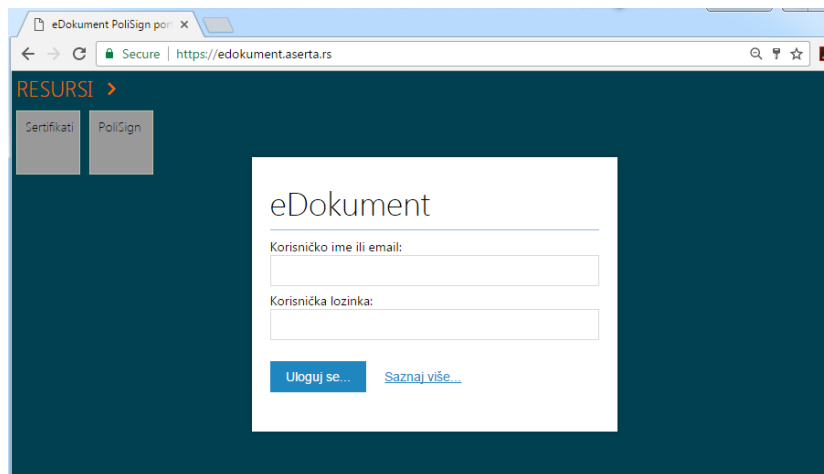 eDokument PoliSign por
Secure | https://edokument.aserta.rs
RESURSI >
Sertifikati PoliSign
eDokument
Korisničko ime ili email:
Korisnička lozinka:
Uloguj se... Saznaj više...